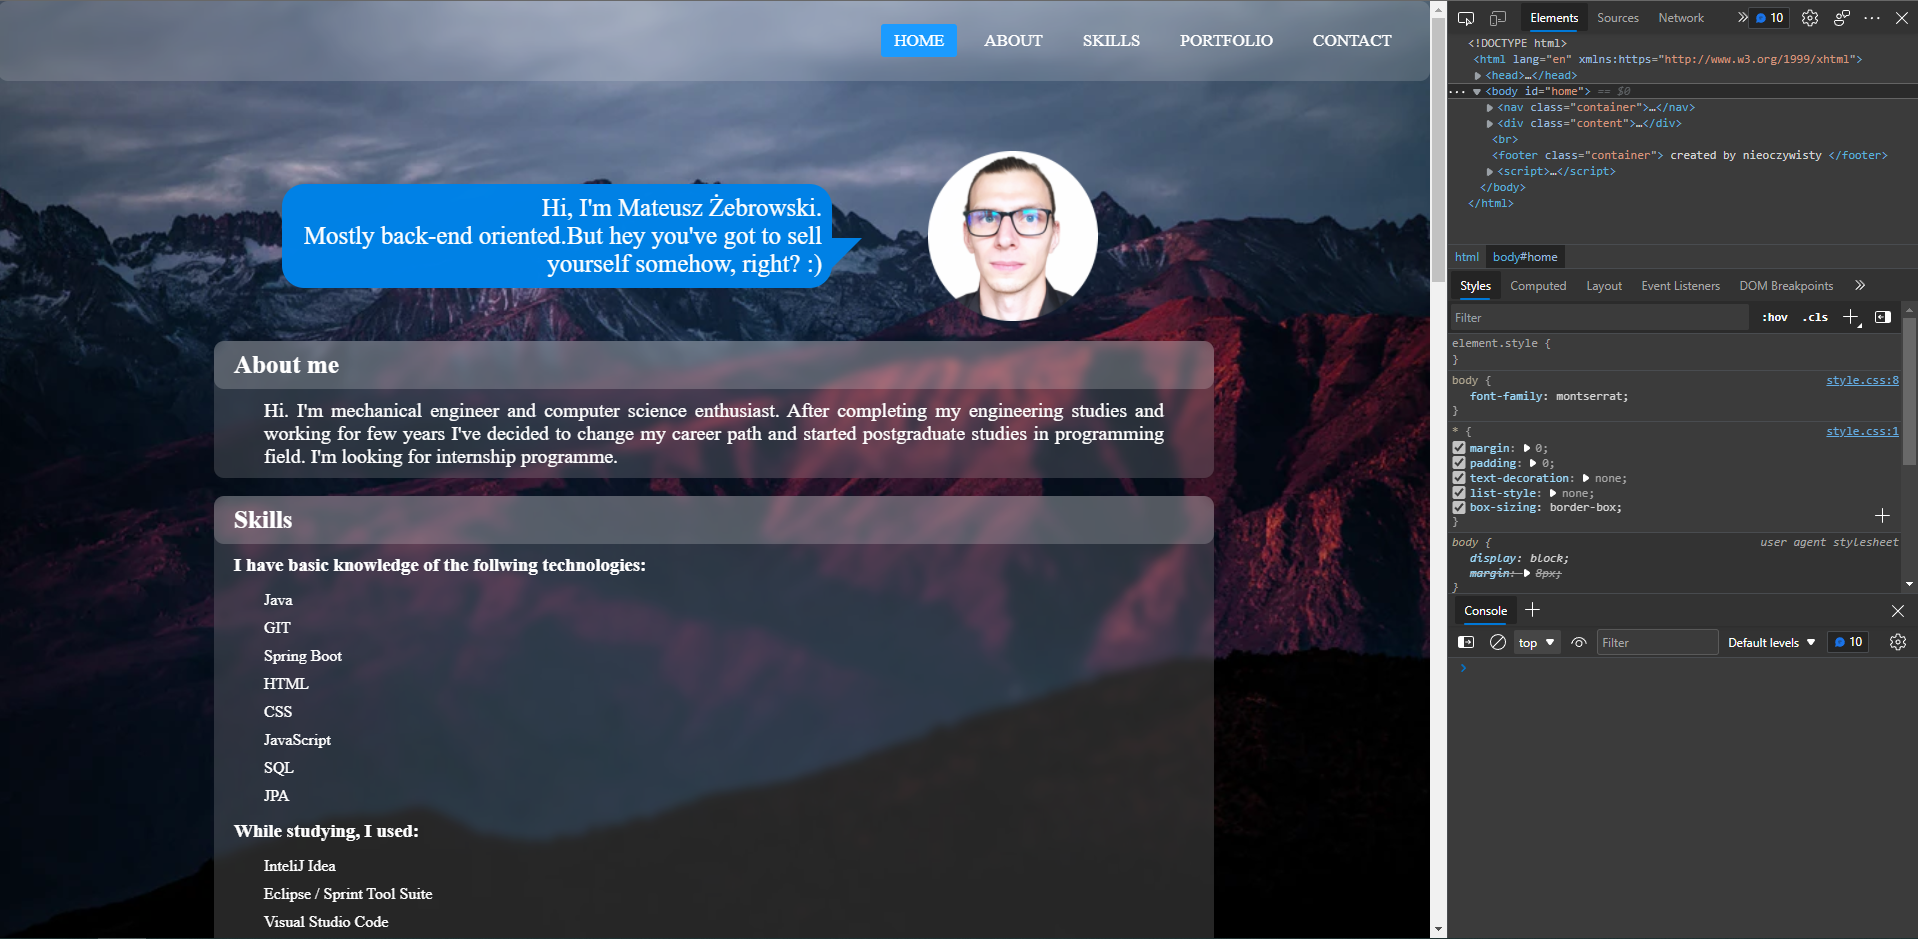 HOME ABOUT SKILLS PORTFOLIO CONTACT
Hi, I'm Mateusz Żebrowski.
Mostly back-end oriented.But hey you've got to sell
yourself somehow, right? :)
About me
Hi. I'm mechanical engineer and computer science enthusiast. After completing my engineering studies and
working for few years I've decided to change my career path and started postgraduate studies in programming
field. I'm looking for internship programme.
Skills
I have basic knowledge of the follwing technologies:
Java
GIT
Spring Boot
HTML
CSS
JavaScript
SQL
JPA
While studying, I used:
InteliJ Idea
Eclipse / Sprint Tool Suite
Visual Studio Code
Elements Sources Network 10
<!DOCTYPE html>
<html lang="en" xmlns:https="http://www.w3.org/1999/xhtml">
<head>…</head>
<body id="home"> == $0
<nav class="container">…</nav>
<div class="content">…</div>
<br>
<footer class="container"> created by nieoczywisty </footer>
<script>…</script>
</body>
</html>
html body#home
Styles Computed Layout Event Listeners DOM Breakpoints
Filter :hov .cls
element.style {
}
body { style.css:8
font-family: montserrat;
}
* { style.css:1
margin: 0;
padding: 0;
text-decoration: none;
list-style: none;
box-sizing: border-box;
}
body { user agent stylesheet
display: block;
margin: 8px;
}
Console
top Filter Default levels 10